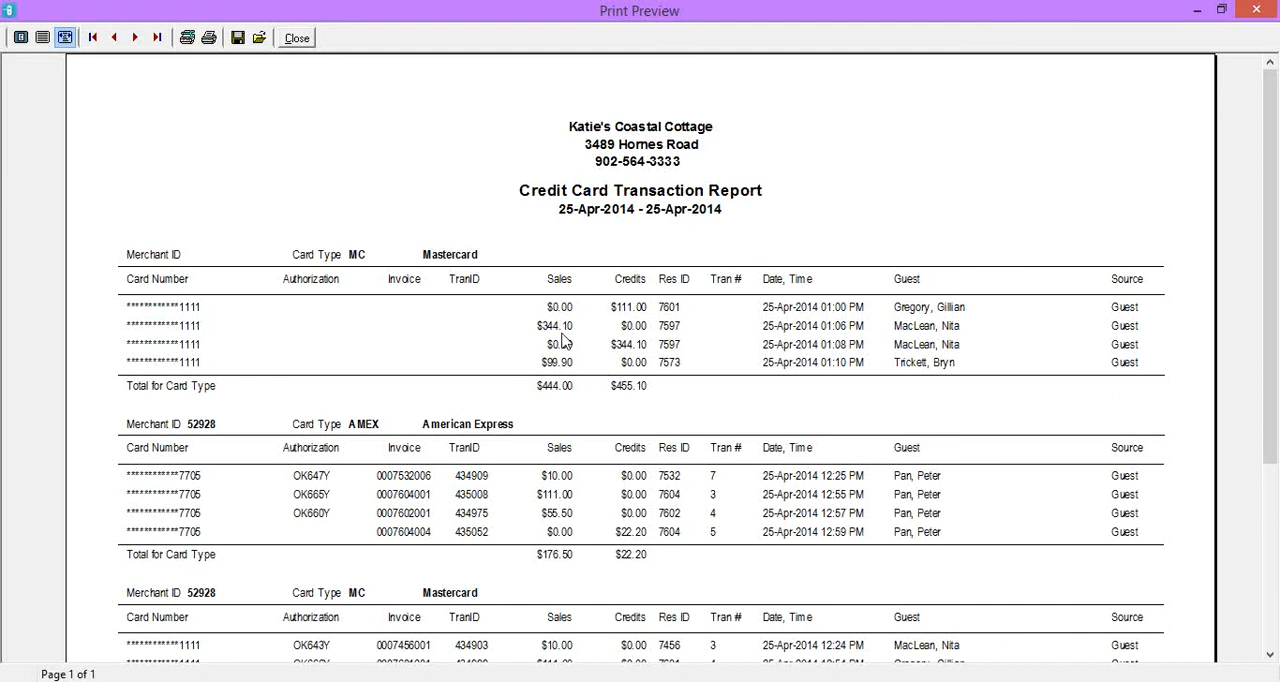 Print Preview
Close
Katie's Coastal Cottage
3489 Hornes Road
902-564-3333
Credit Card Transaction Report
25-Apr-2014 - 25-Apr-2014
Merchant ID Card Type MC Mastercard
Card Number Authorization Invoice TranID Sales Credits Res ID Tran # Date, Time Guest Source
************1111 $0.00 $111.00 7601 25-Apr-2014 01:00 PM Gregory, Gillian Guest
************1111 $344.10 $0.00 7597 25-Apr-2014 01:06 PM MacLean, Nita Guest
************1111 $344.10 7597 25-Apr-2014 01:08 PM MacLean, Nita Guest
************1111 $99.90 $0.00 7573 25-Apr-2014 01:10 PM Trickett, Bryn Guest
Total for Card Type $444.00 $455.10
Merchant ID 52928 Card Type AMEX American Express
Card Number Authorization Invoice TranID Sales Credits Res ID Tran # Date, Time Guest Source
************7705 OK647Y 0007532006 434909 $10.00 $0.00 7532 7 25-Apr-2014 12:25 PM Pan, Peter Guest
************7705 OK665Y 0007604001 435008 $111.00 $0.00 7604 3 25-Apr-2014 12:55 PM Pan, Peter Guest
************7705 OK660Y 0007602001 434975 $55.50 $0.00 7602 4 25-Apr-2014 12:57 PM Pan, Peter Guest
************7705 0007604004 435052 $0.00 $22.20 7604 5 25-Apr-2014 12:59 PM Pan, Peter Guest
Total for Card Type $176.50 $22.20
Merchant ID 52928 Card Type MC Mastercard
Card Number Authorization Invoice TranID Sales Credits Res ID Tran # Date, Time Guest Source
************1111 OK643Y 0007456001 434903 $10.00 $0.00 7456 3 25-Apr-2014 12:24 PM MacLean, Nita Guest
Page 1 of 1